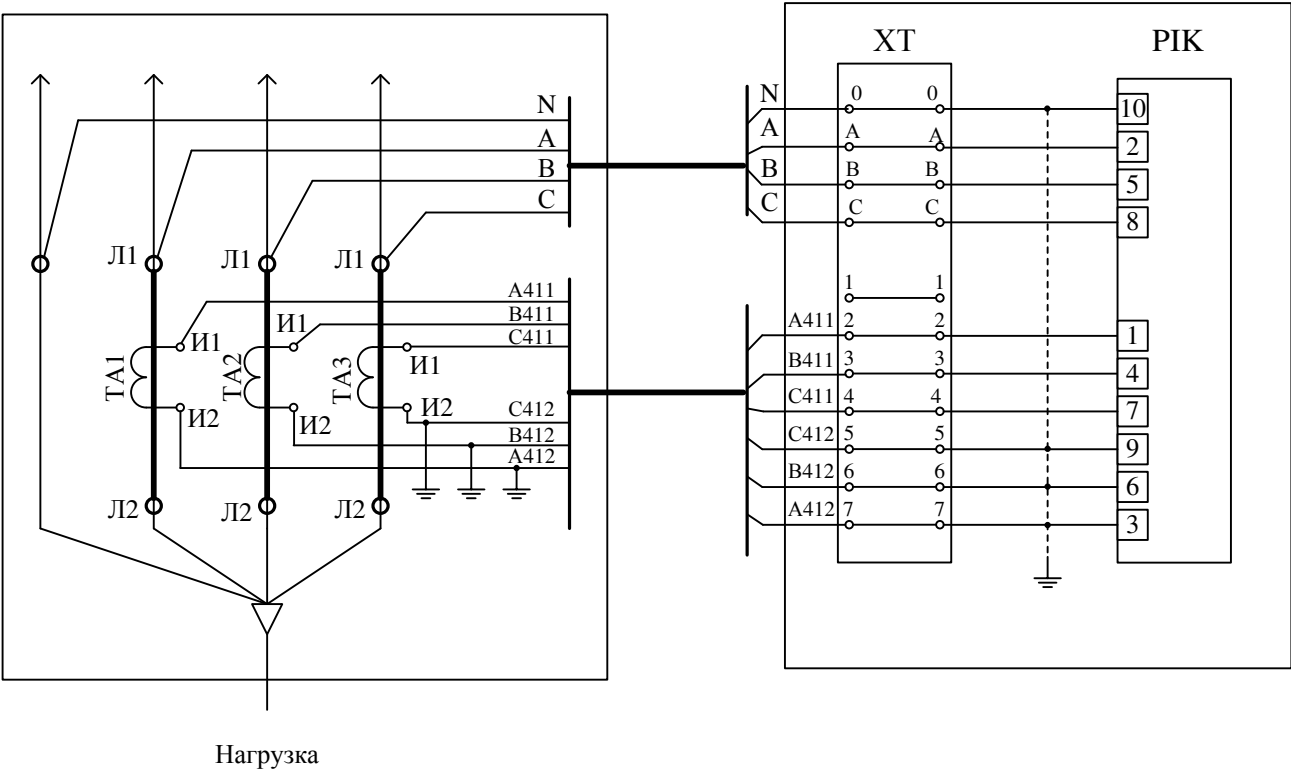 XT
PIK
N
A
B
C
N
A
B
C
0 0
A A
B B
C C
10
2
5
8
Л1 Л1 Л1
A411
B411
C411
И1 И1 И1
TA1 TA2 TA3
И2 И2 И2
C412
B412
A412
Л2 Л2 Л2
1 1
A411 2 2 1
B411 3 3 4
C411 4 4 7
C412 5 5 9
B412 6 6 6
A412 7 7 3
Нагрузка